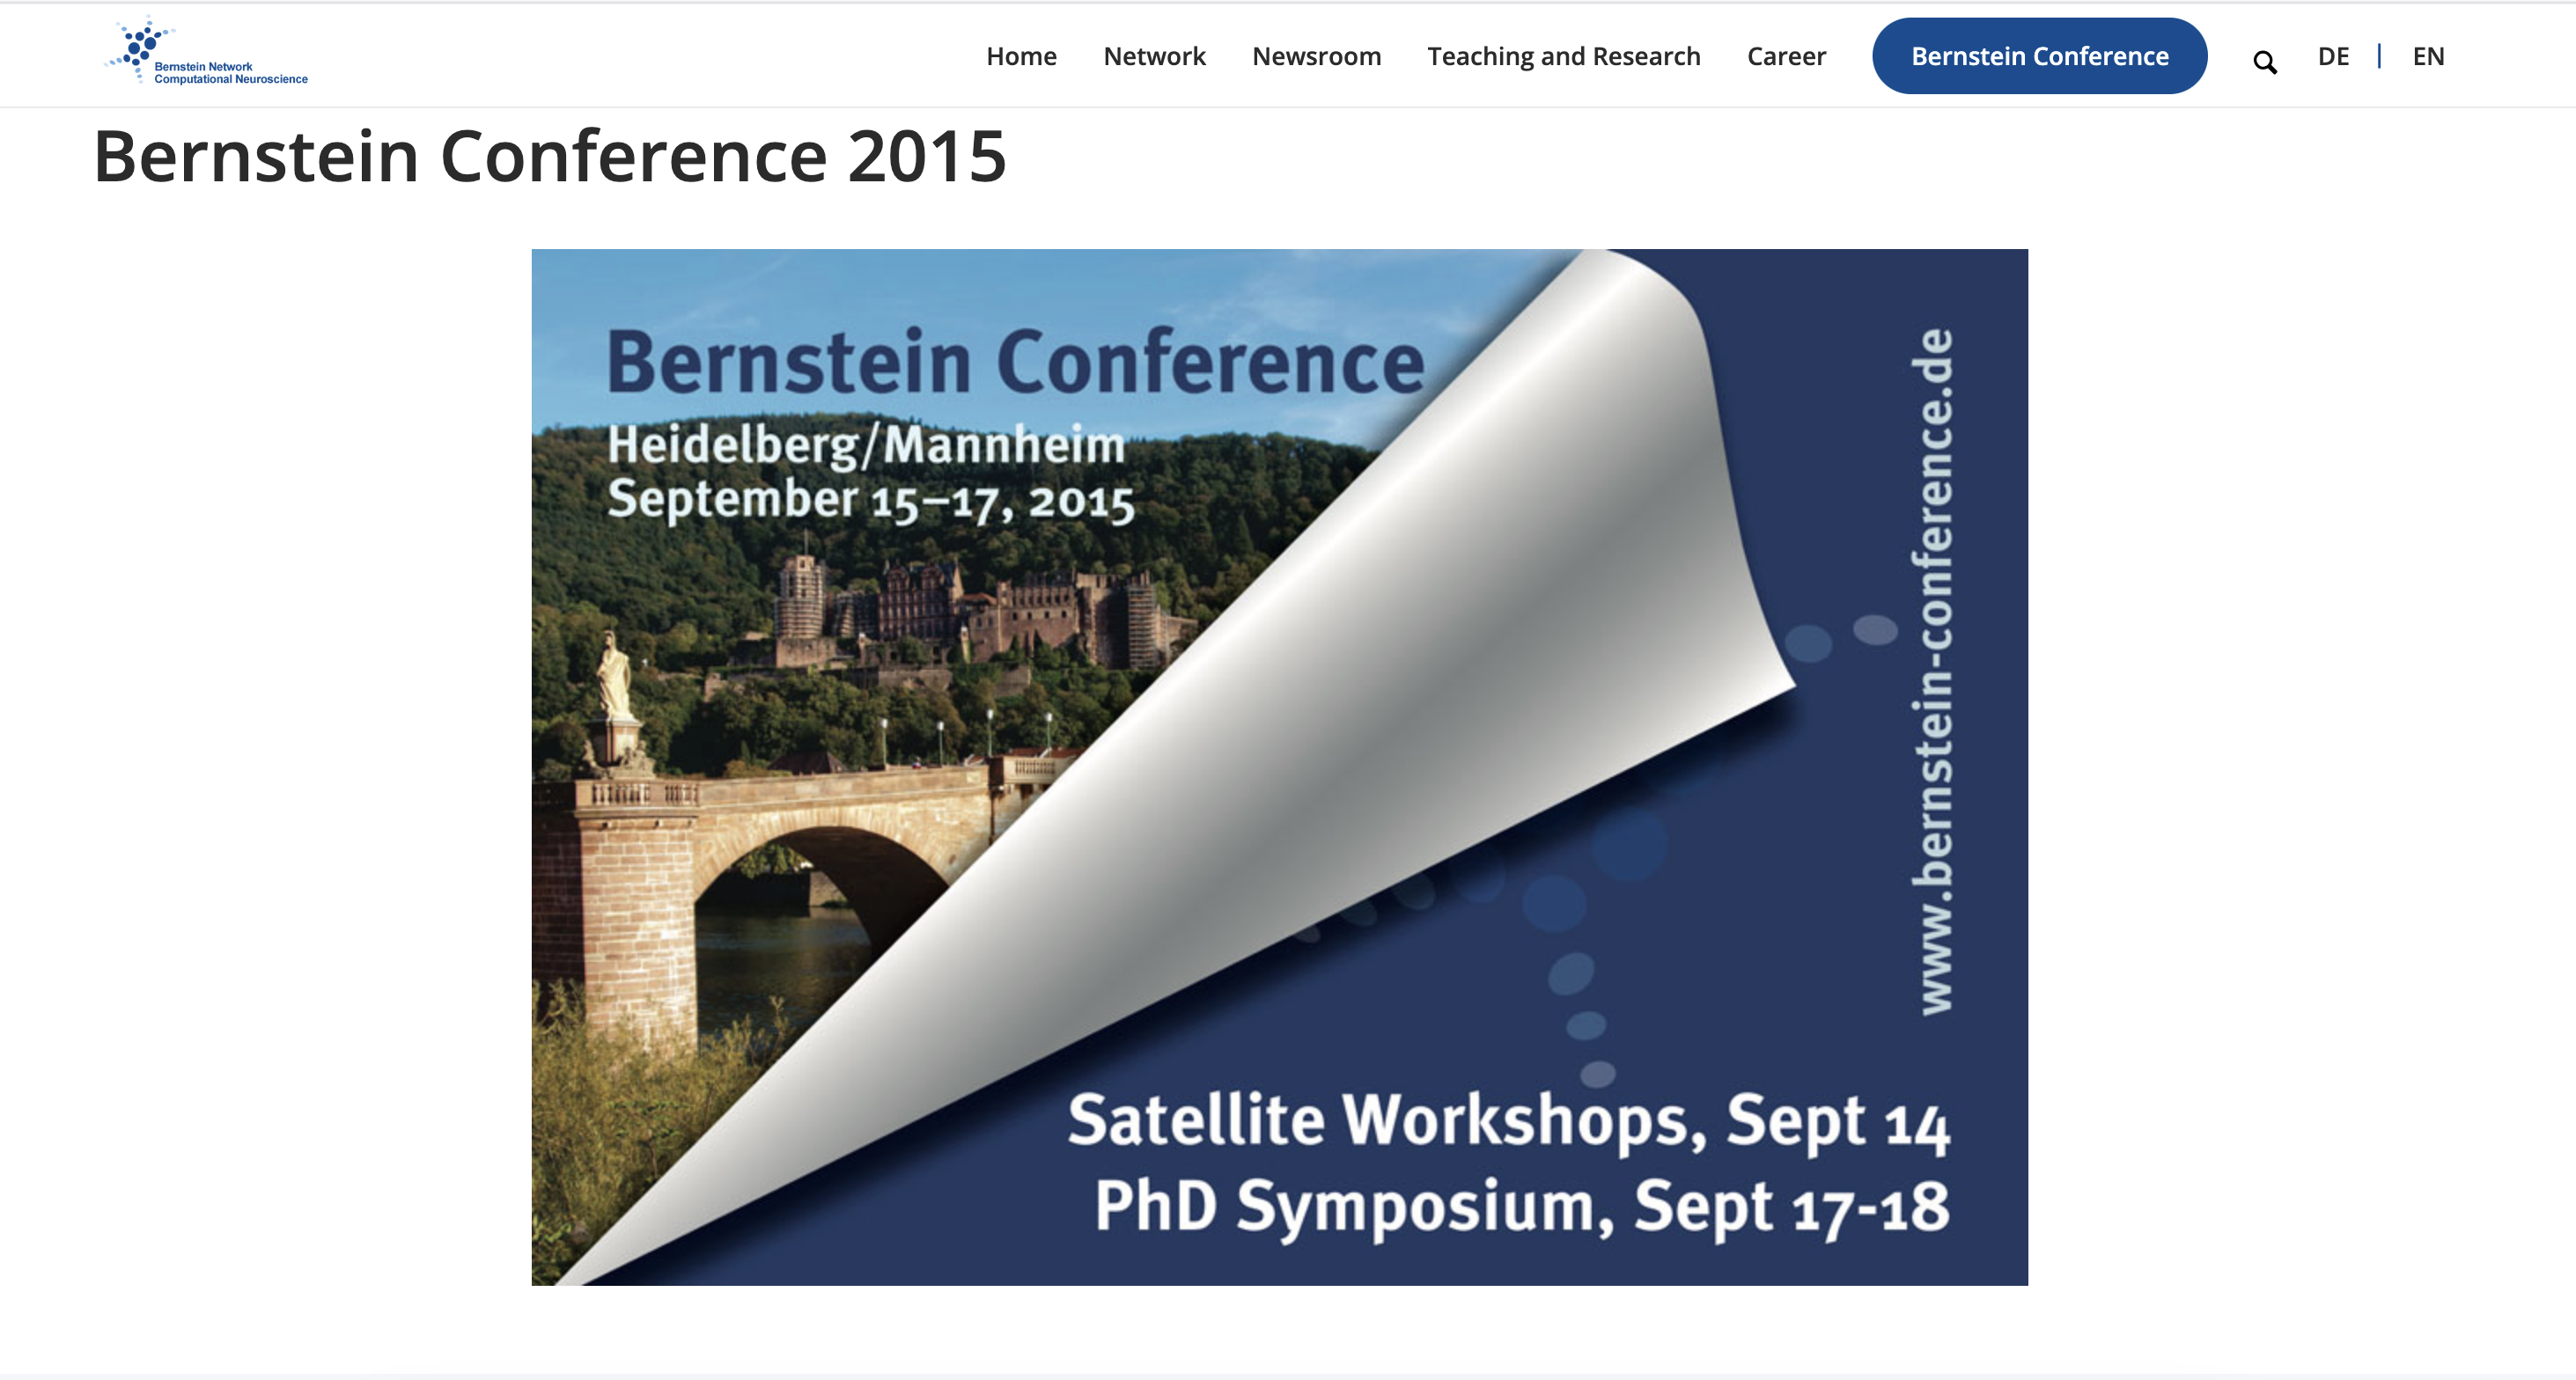 Bernstein Network
Computational Neuroscience
Home Network Newsroom Teaching and Research Career Bernstein Conference DE | EN
Bernstein Conference 2015
Bernstein Conference
Heidelberg/Mannheim
September 15–17, 2015
www.bernstein-conference.de
Satellite Workshops, Sept 14
PhD Symposium, Sept 17-18